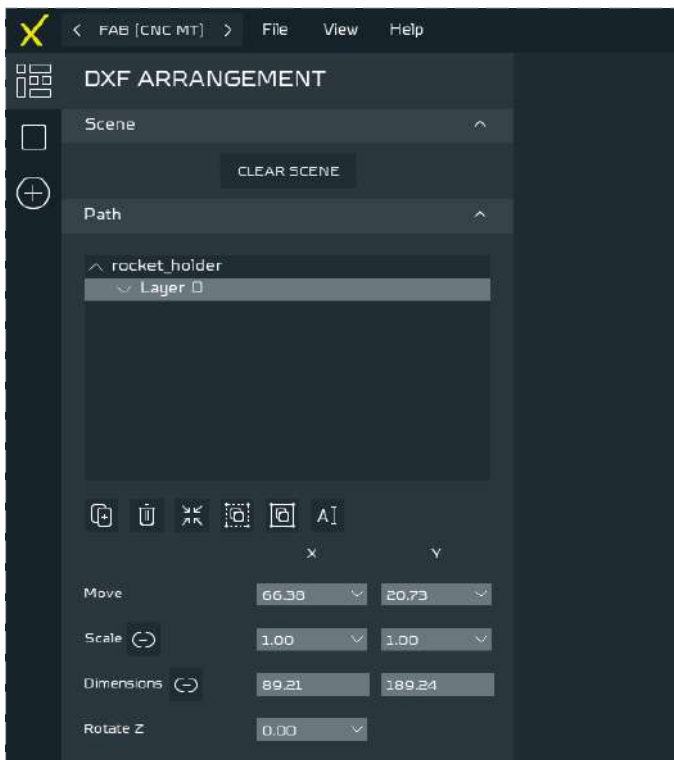 < FAB [CNC MT] > File View Help
DXF ARRANGEMENT
Scene
CLEAR SCENE
Path
rocket_holder
Layer 0
A
X Y
Move 66.38 20.73
Scale 1.00 1.00
Dimensions 89.21 189.24
Rotate Z 0.00